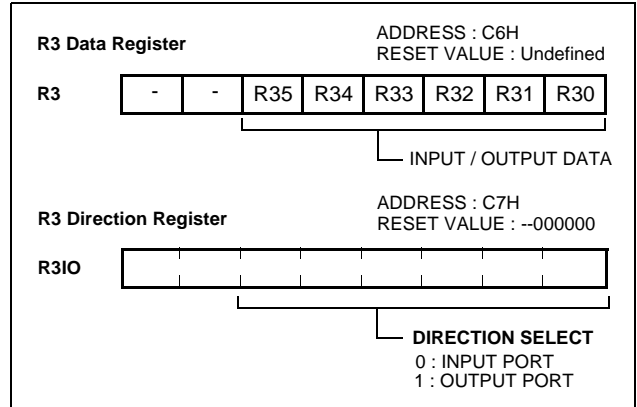 R3 Data Register
ADDRESS : C6H
RESET VALUE : Undefined
R3 - - R35 R34 R33 R32 R31 R30
INPUT / OUTPUT DATA
R3 Direction Register
ADDRESS : C7H
RESET VALUE : --000000
R3IO
DIRECTION SELECT
0 : INPUT PORT
1 : OUTPUT PORT